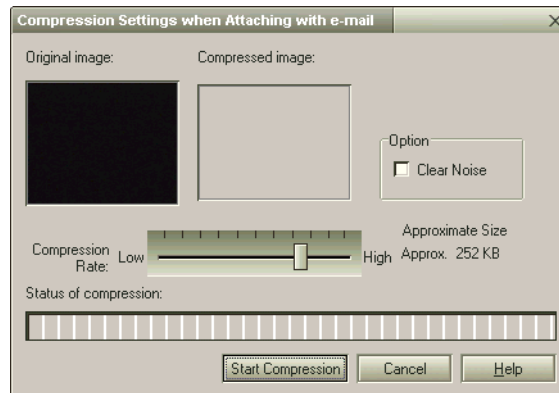 Compression Settings when Attaching with e-mail
Original image:
Compressed image:
Option
Clear Noise
Compression
Rate:
Low
High
Approximate Size
Approx. 252 KB
Status of compression:
Start Compression
Cancel
Help